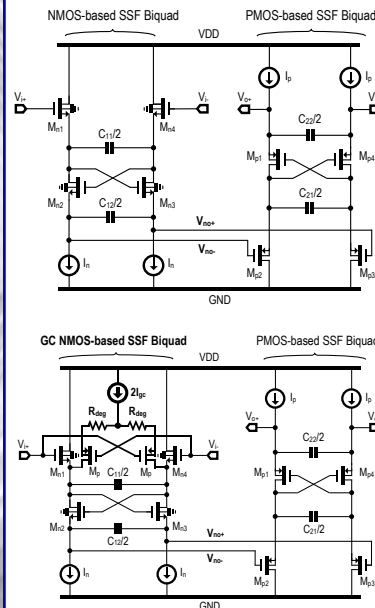 NMOS-based SSF Biquad
PMOS-based SSF Biquad
VDD
Ip
Ip
Vi+
Vi-
Vo+
Mn1
Mn4
C11/2
C22/2
Mp1
Mp4
Mn2
Mn3
C12/2
C21/2
Vno+
Vno-
Mp2
Mp3
In
In
GND
GC NMOS-based SSF Biquad
PMOS-based SSF Biquad
VDD
2Igc
Rdeg
Rdeg
Ip
Ip
Vi+
Vi-
Vo+
Mn1
Mp
C11/2
Mp
Mn4
C22/2
Mp1
Mp4
Mn2
Mn3
C12/2
C21/2
Vno+
Vno-
Mp2
Mp3
In
In
GND